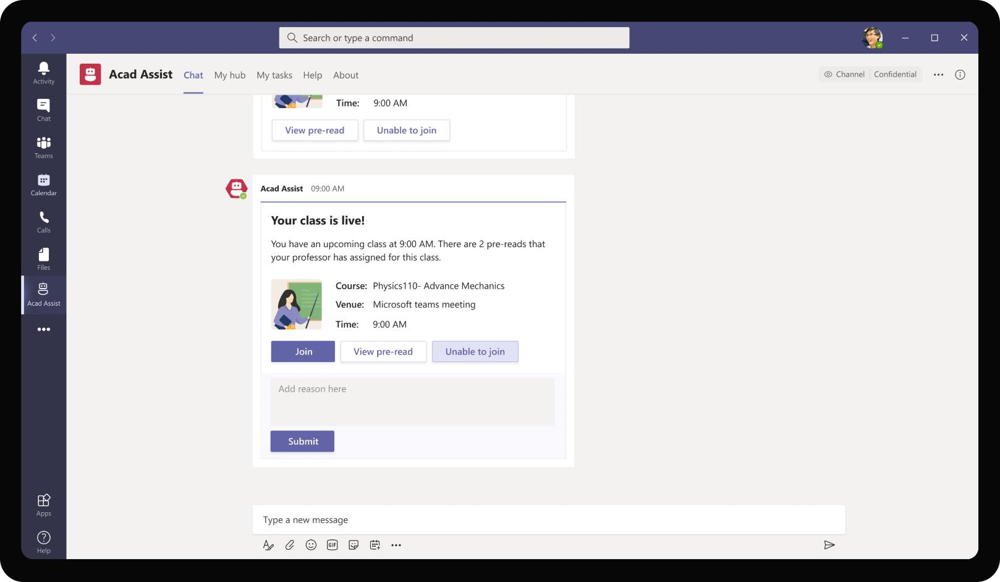 Search or type a command
Activity
Chat
Teams
Calendar
Calls
Files
Acad Assist
Apps
Help
Acad Assist
Chat
My hub
My tasks
Help
About
Channel
Confidential
Time: 9:00 AM
View pre-read
Unable to join
Acad Assist 09:00 AM
Your class is live!
You have an upcoming class at 9:00 AM. There are 2 pre-reads that
your professor has assigned for this class.
Course: Physics110- Advance Mechanics
Venue: Microsoft teams meeting
Time: 9:00 AM
Join
View pre-read
Unable to join
Add reason here
Submit
Type a new message
GIF